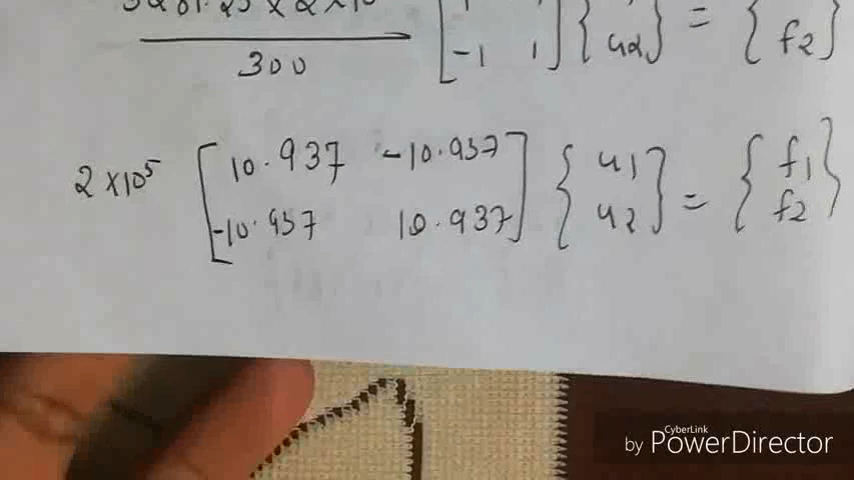 300 [-1 1] {u2} = {f2}
2×10⁵ [10.937 -10.937] {u1} = {f1}
[-10.937 10.937] {u2} {f2}
by CyberLink PowerDirector